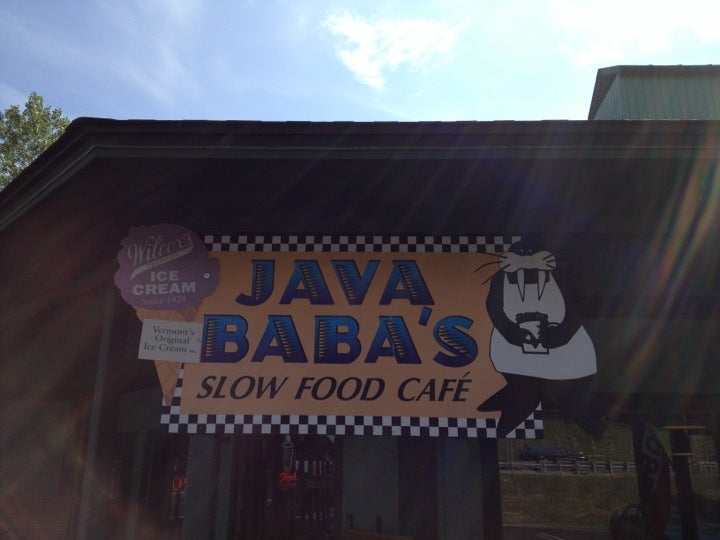 Wilcox
ICE
CREAM
Since 1928
Vermont's
Original
Ice Cream
JAVA
BABA'S
SLOW FOOD CAFÉ